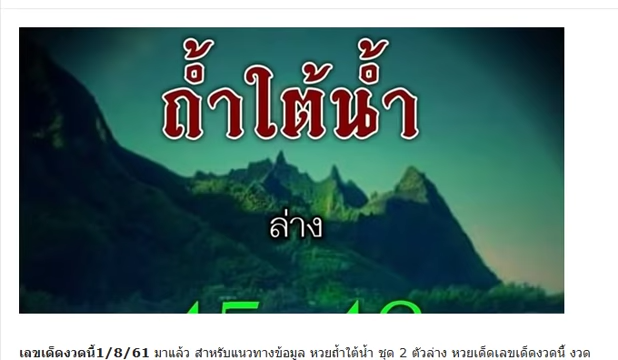 ถ้ำใต้น้ำ
ล่าง
เลขเด็ดงวดนี้1/8/61 มาแล้ว สำหรับแนวทางข้อมูล หวยถ้ำใต้น้ำ ชุด 2 ตัวล่าง หวยเด็ดเลขเด็ดงวดนี้ งวด